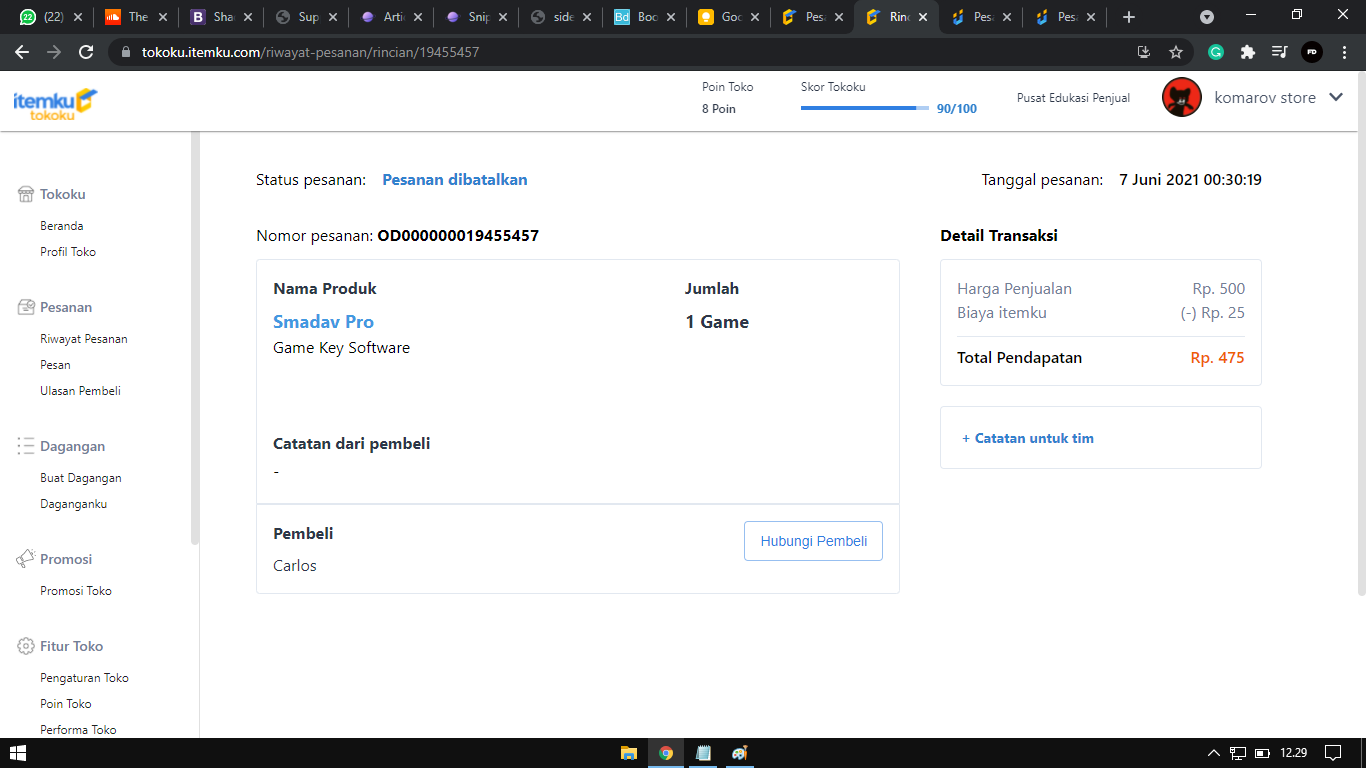 (22)
The
Sha
Sup
Artic
Snip
side
Boo
Goo
Pesa
Rinc
Pesa
Pesa
tokoku.itemku.com/riwayat-pesanan/rincian/19455457
itemku
tokoku
Poin Toko
8 Poin
Skor Tokoku
90/100
Pusat Edukasi Penjual
komarov store
Tokoku
Beranda
Profil Toko
Pesanan
Riwayat Pesanan
Pesan
Ulasan Pembeli
Dagangan
Buat Dagangan
Daganganku
Promosi
Promosi Toko
Fitur Toko
Pengaturan Toko
Poin Toko
Performa Toko
Status pesanan: Pesanan dibatalkan
Tanggal pesanan: 7 Juni 2021 00:30:19
Nomor pesanan: OD000000019455457
Nama Produk
Jumlah
Smadav Pro
1 Game
Game Key Software
Catatan dari pembeli
-
Pembeli
Carlos
Hubungi Pembeli
Detail Transaksi
Harga Penjualan Rp. 500
Biaya itemku (-) Rp. 25
Total Pendapatan Rp. 475
+ Catatan untuk tim
12.29